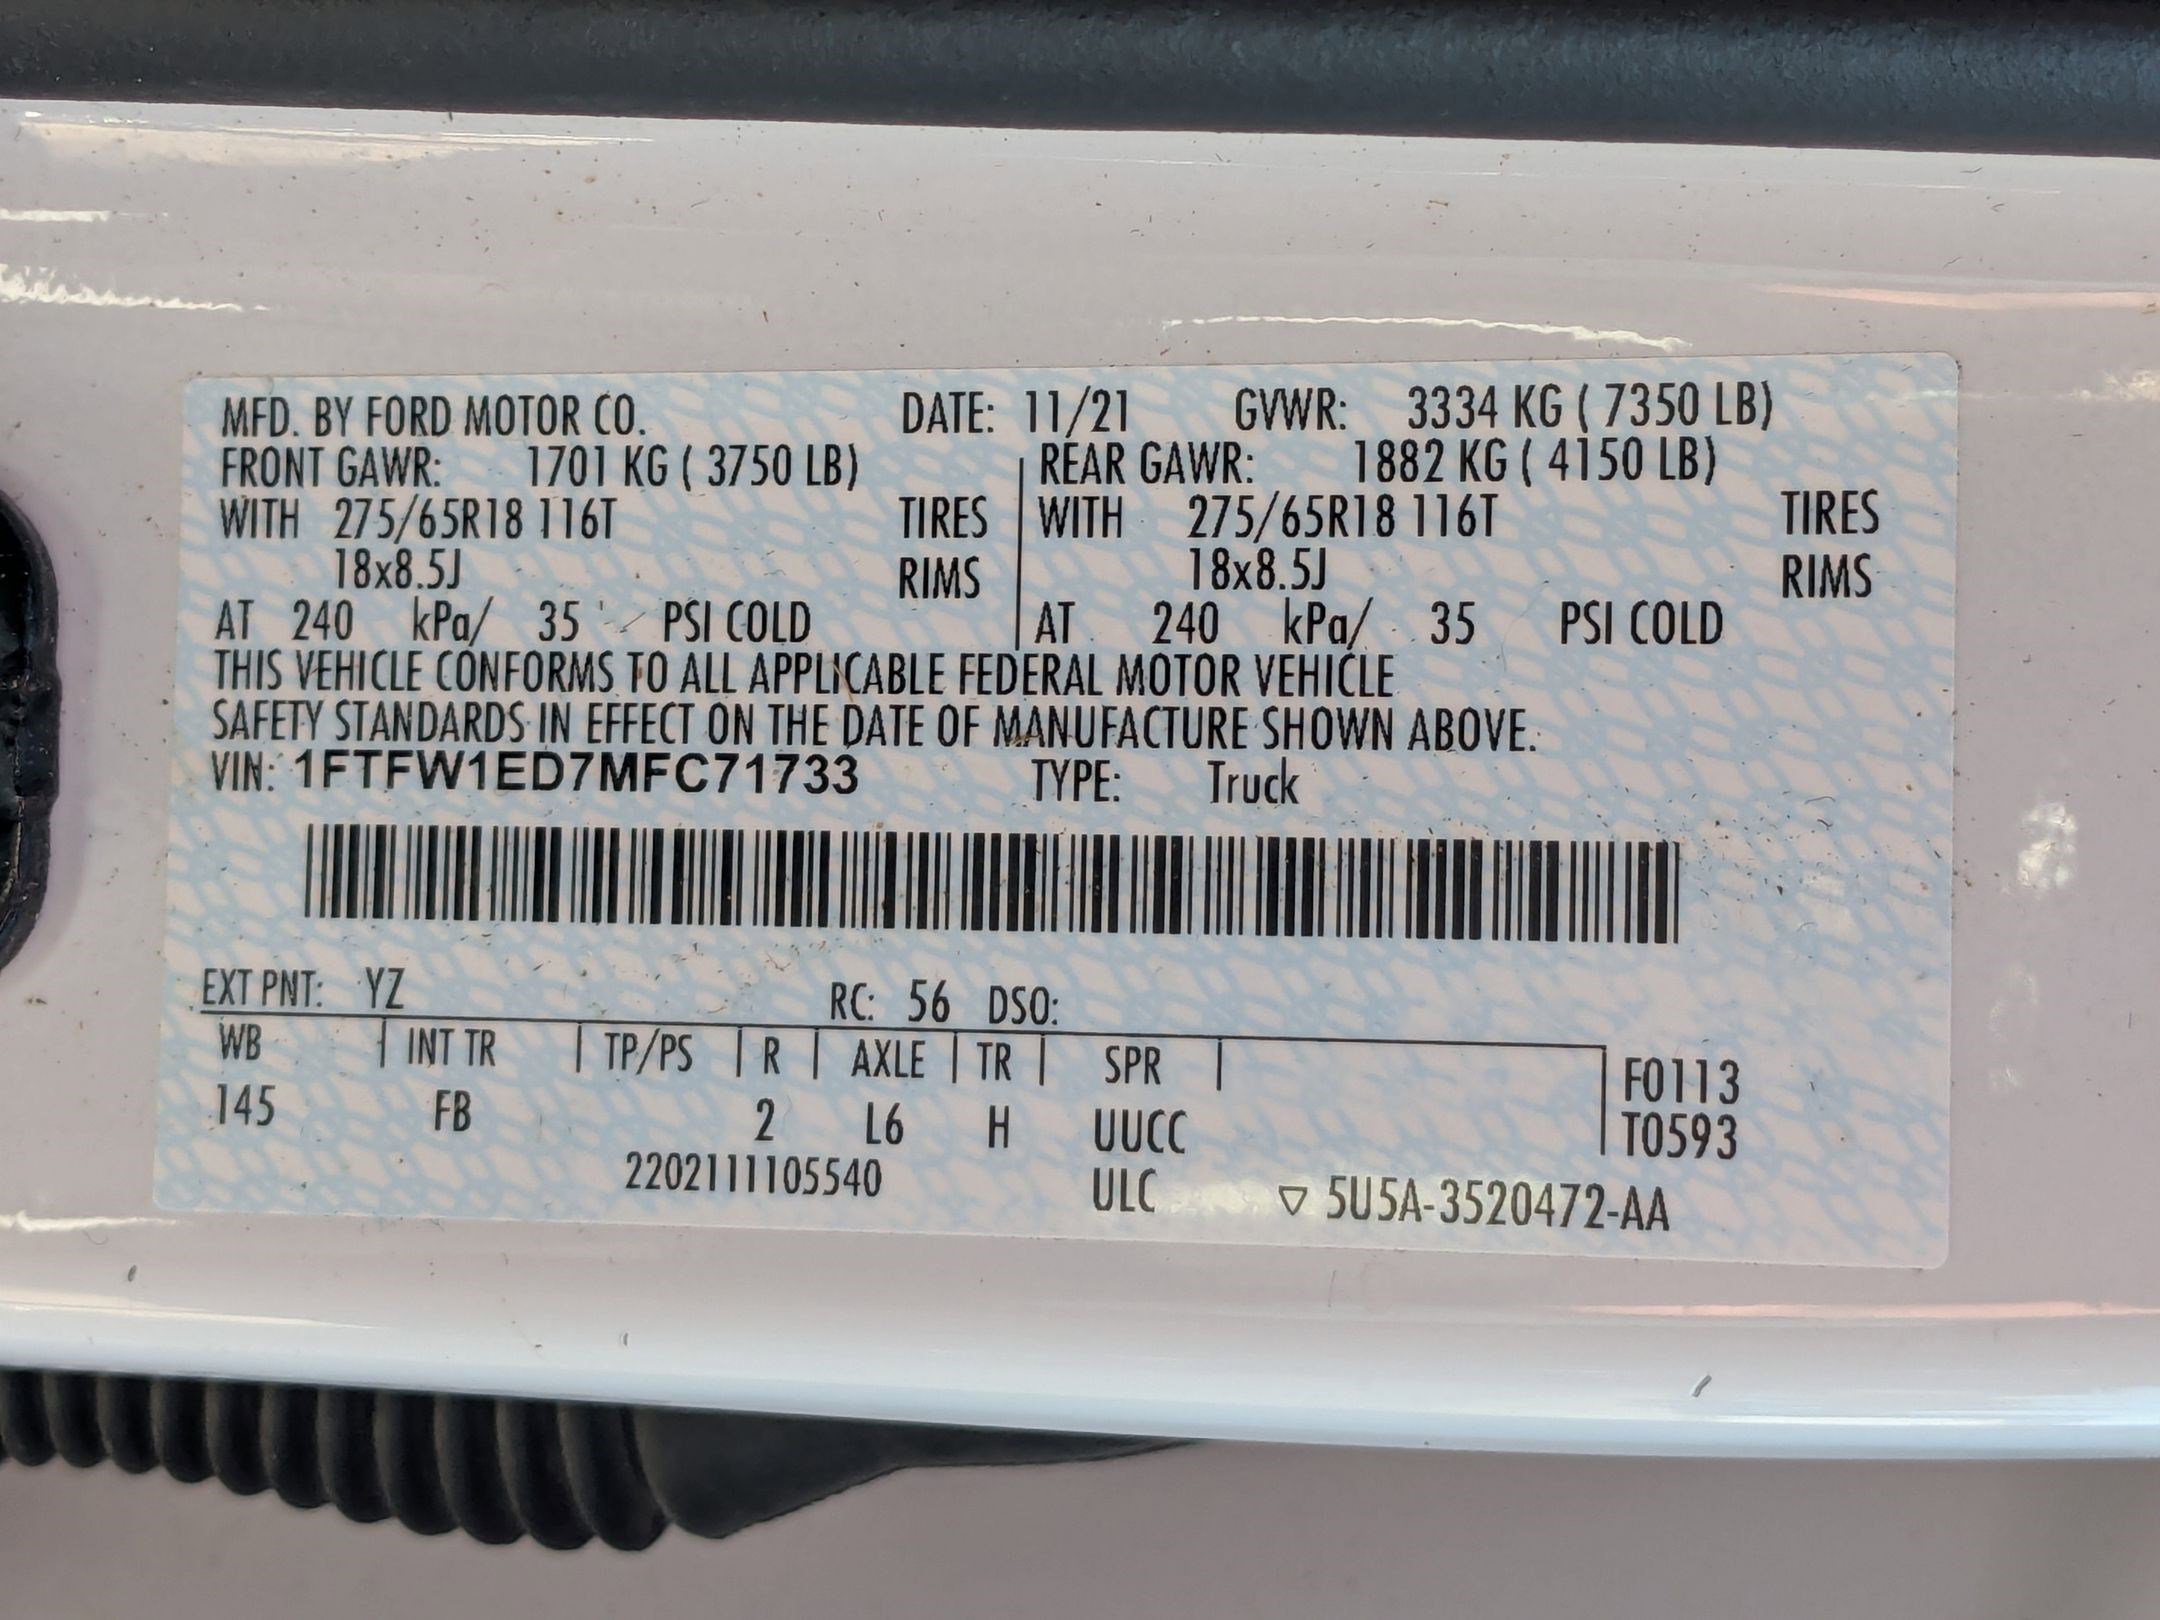 MFD. BY FORD MOTOR CO. DATE: 11/21 GVWR: 3334 KG ( 7350 LB)
FRONT GAWR: 1701 KG ( 3750 LB) REAR GAWR: 1882 KG ( 4150 LB)
WITH 275/65R18 116T TIRES WITH 275/65R18 116T TIRES
18x8.5J RIMS 18x8.5J RIMS
AT 240 kPa/ 35 PSI COLD AT 240 kPa/ 35 PSI COLD
THIS VEHICLE CONFORMS TO ALL APPLICABLE FEDERAL MOTOR VEHICLE
SAFETY STANDARDS IN EFFECT ON THE DATE OF MANUFACTURE SHOWN ABOVE.
VIN: 1FTFW1ED7MFC71733 TYPE: Truck
EXT PNT: YZ RC: 56 DSO:
WB INT TR TP/PS R AXLE TR SPR F0113
145 FB 2 L6 H UUCC T0593
2202111105540 ULC ▽ 5U5A-3520472-AA